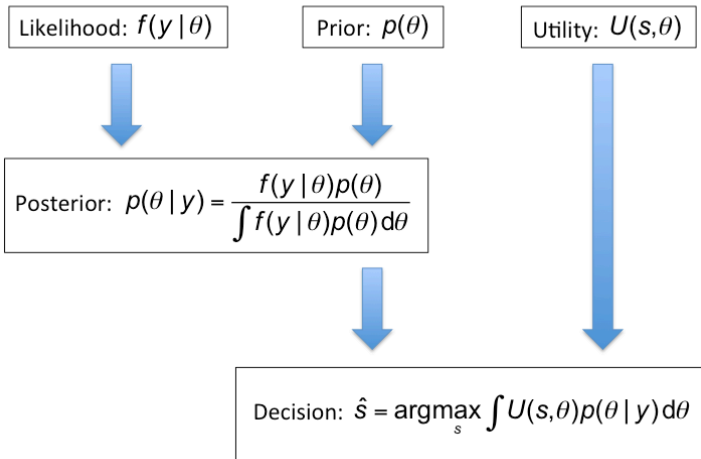 Likelihood: f(y | θ)
Prior: p(θ)
Utility: U(s,θ)
Posterior: p(θ | y) = f(y | θ)p(θ) / ∫ f(y | θ)p(θ) dθ
Decision: ŝ = argmax_s ∫ U(s,θ)p(θ | y) dθ